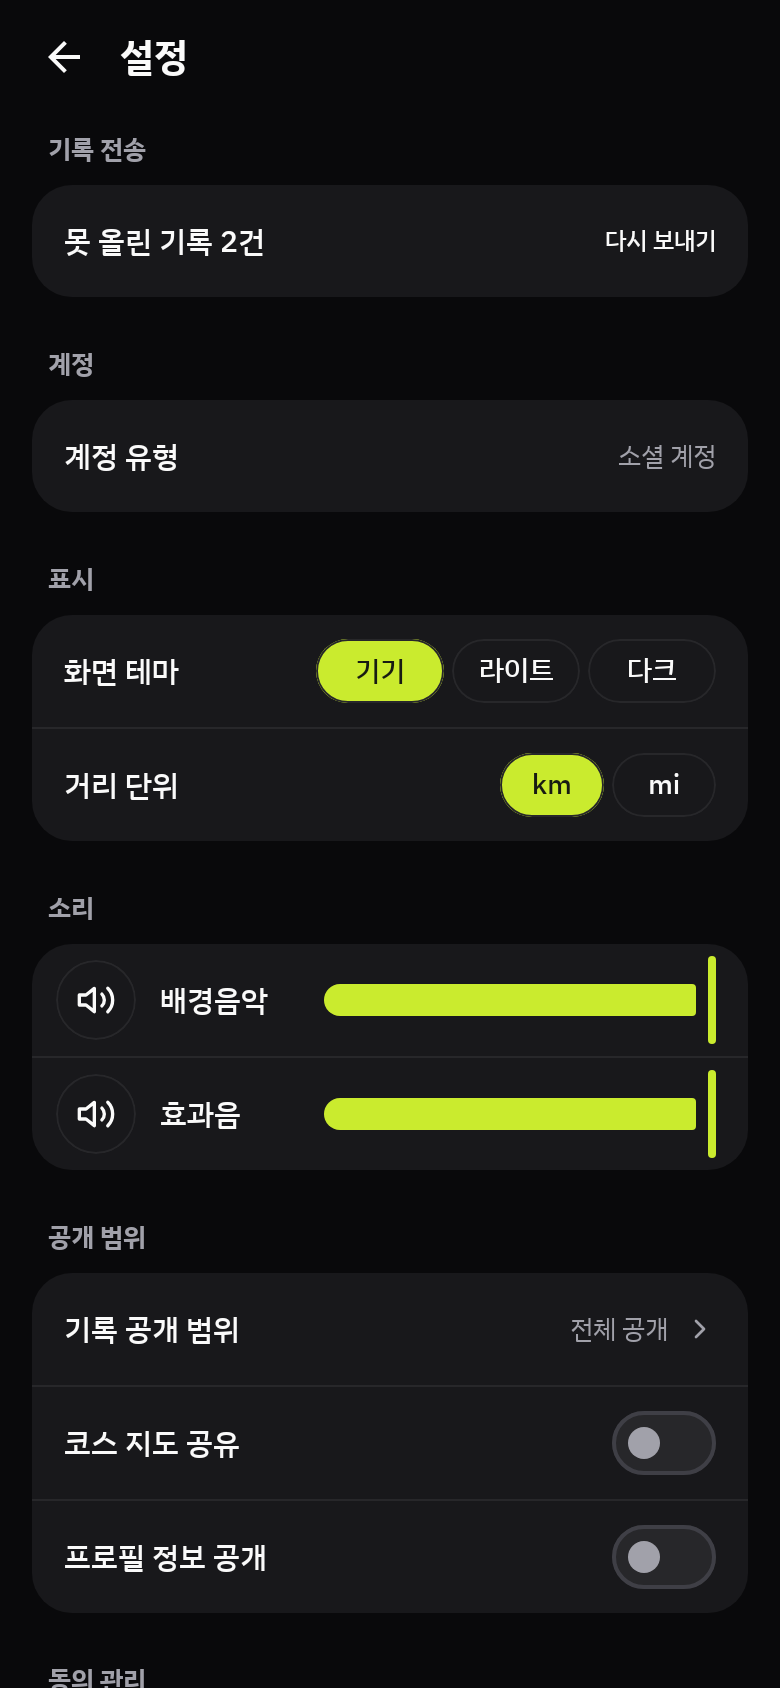 설정
기록 전송
못 올린 기록 2건 다시 보내기
계정
계정 유형 소셜 계정
표시
화면 테마 기기 라이트 다크
거리 단위 km mi
소리
배경음악
효과음
공개 범위
기록 공개 범위 전체 공개
코스 지도 공유
프로필 정보 공개
동의 관리